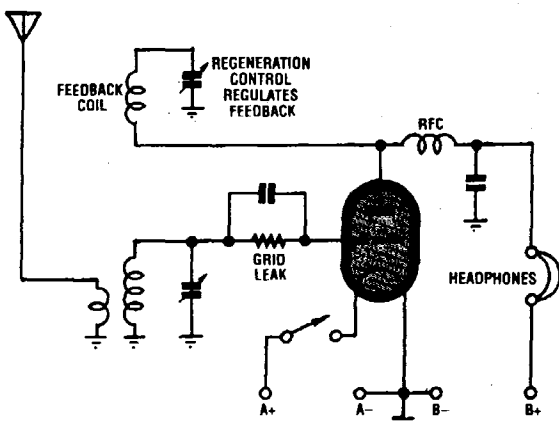 FEEDBACK
COIL
REGENERATION
CONTROL
REGULATES
FEEDBACK
RFC
GRID
LEAK
HEADPHONES
A+
A−
B−
B+